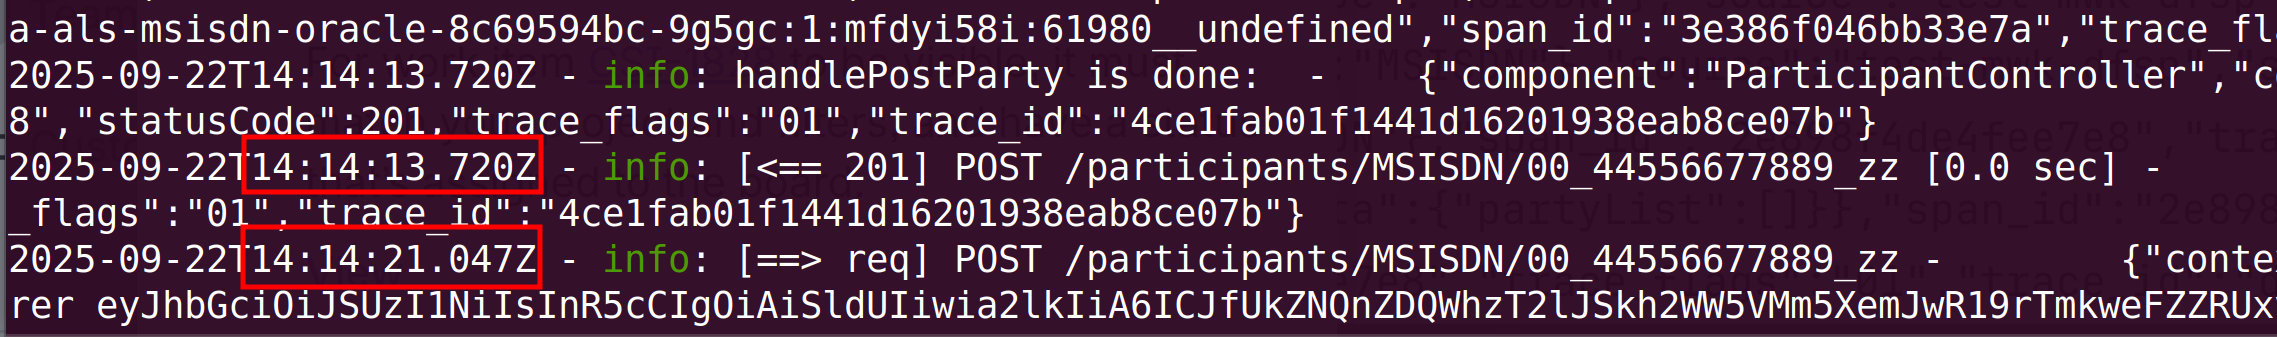 a-als-msisdn-oracle-8c69594bc-9g5gc:1:mfdyi58i:61980__undefined","span_id":"3e386f046bb33e7a","trace_fl
2025-09-22T14:14:13.720Z - info: handlePostParty is done:  -    {"component":"ParticipantController","co
8","statusCode":201,"trace_flags":"01","trace_id":"4ce1fab01f1441d16201938eab8ce07b"}
2025-09-22T14:14:13.720Z - info: [<== 201] POST /participants/MSISDN/00_44556677889_zz [0.0 sec] -
_flags":"01","trace_id":"4ce1fab01f1441d16201938eab8ce07b"}
2025-09-22T14:14:21.047Z - info: [==> req] POST /participants/MSISDN/00_44556677889_zz -        {"conte
rer eyJhbGciOiJSUzI1NiIsInR5cCIgOiAiSldUIiwia2lkIiA6ICJfUkZNQnZDQWhzT2lJSkh2WW5VMm5XemJwR19rTmkweFZZRUx